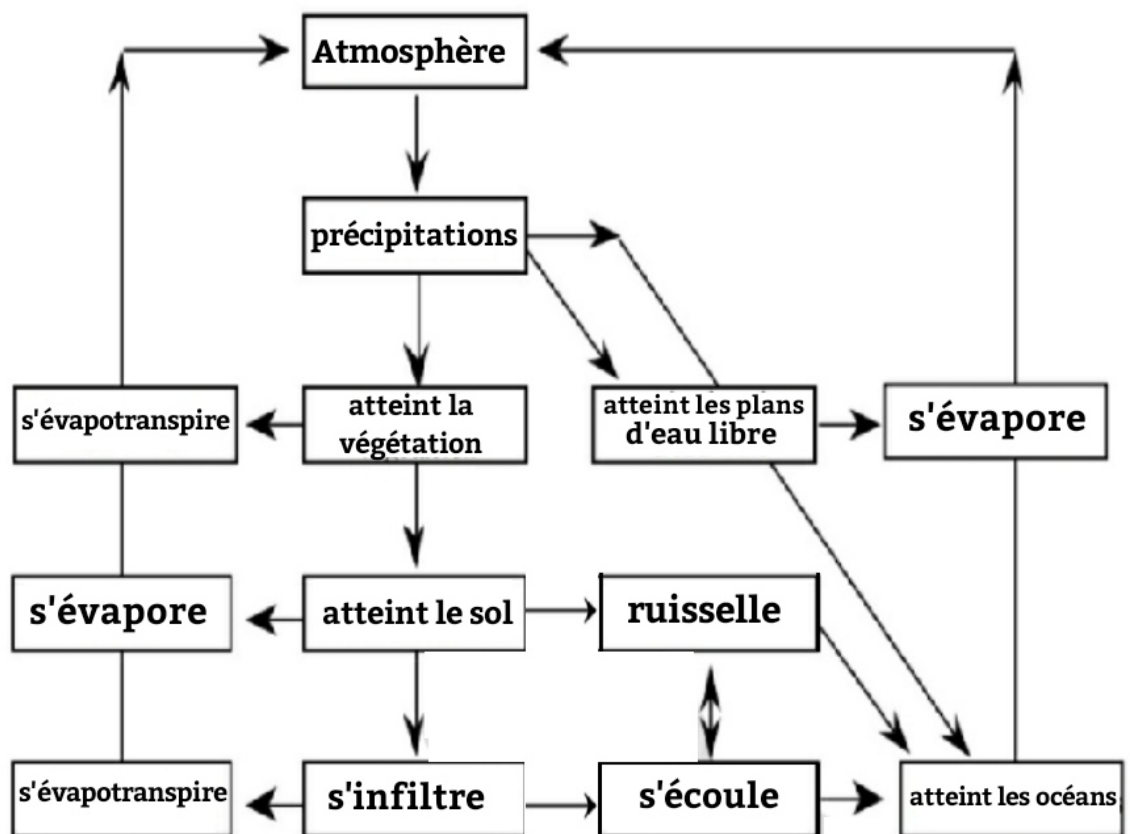 Atmosphère
précipitations
s'évapotranspire
atteint la
végétation
atteint les plans
d'eau libre
s'évapore
s'évapore
atteint le sol
ruisselle
s'évapotranspire
s'infiltre
s'écoule
atteint les océans